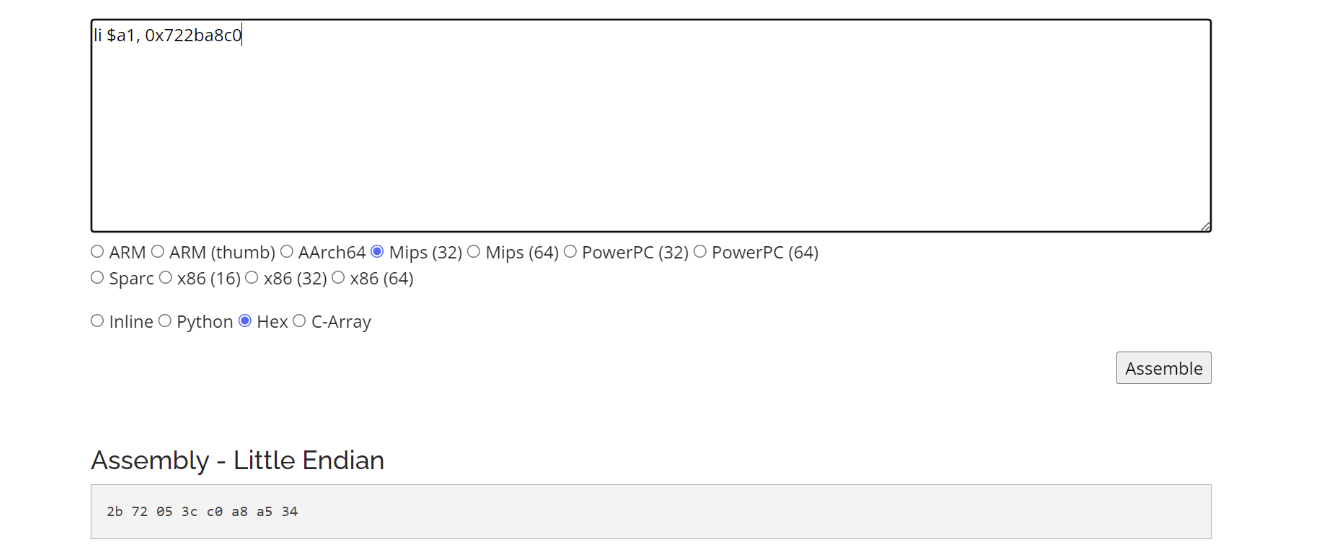 li $a1, 0x722ba8c0
ARM ARM (thumb) AArch64 Mips (32) Mips (64) PowerPC (32) PowerPC (64)
Sparc x86 (16) x86 (32) x86 (64)
Inline Python Hex C-Array
Assemble
Assembly - Little Endian
2b 72 05 3c c0 a8 a5 34